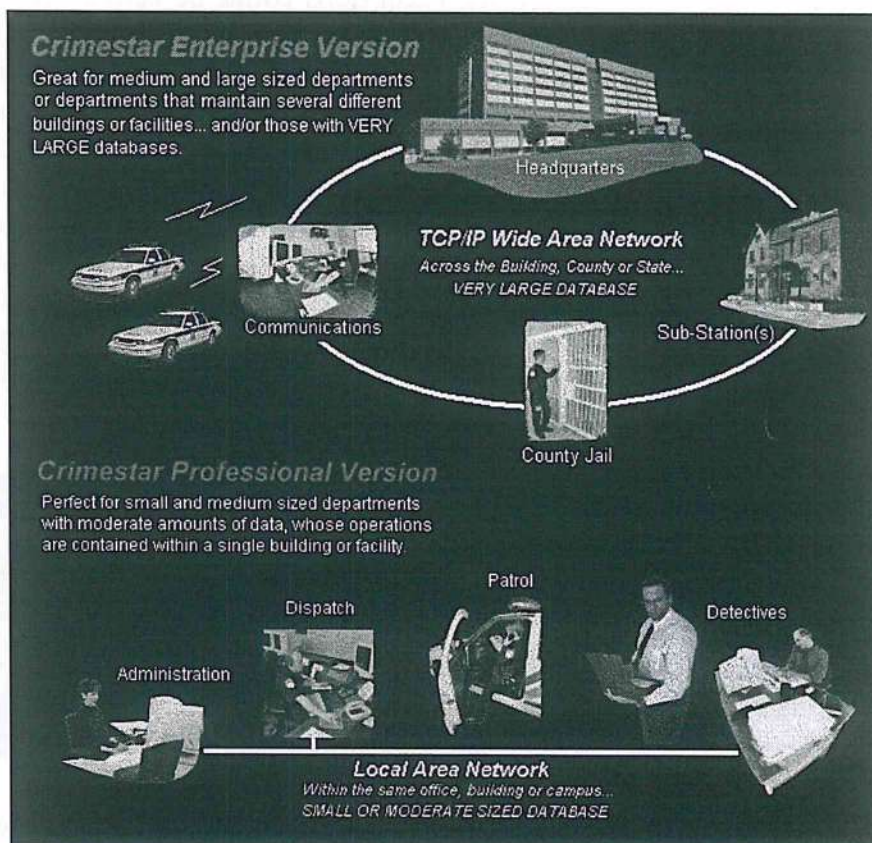 Crimestar Enterprise Version
Great for medium and large sized departments
or departments that maintain several different
buildings or facilities... and/or those with VERY
LARGE databases.
Headquarters
TCP/IP Wide Area Network
Across the Building, County or State...
VERY LARGE DATABASE
Communications
Sub-Station(s)
County Jail
Crimestar Professional Version
Perfect for small and medium sized departments
with moderate amounts of data, whose operations
are contained within a single building or facility.
Patrol
Dispatch
Detectives
Administration
Local Area Network
Within the same office, building or campus...
SMALL OR MODERATE SIZED DATABASE